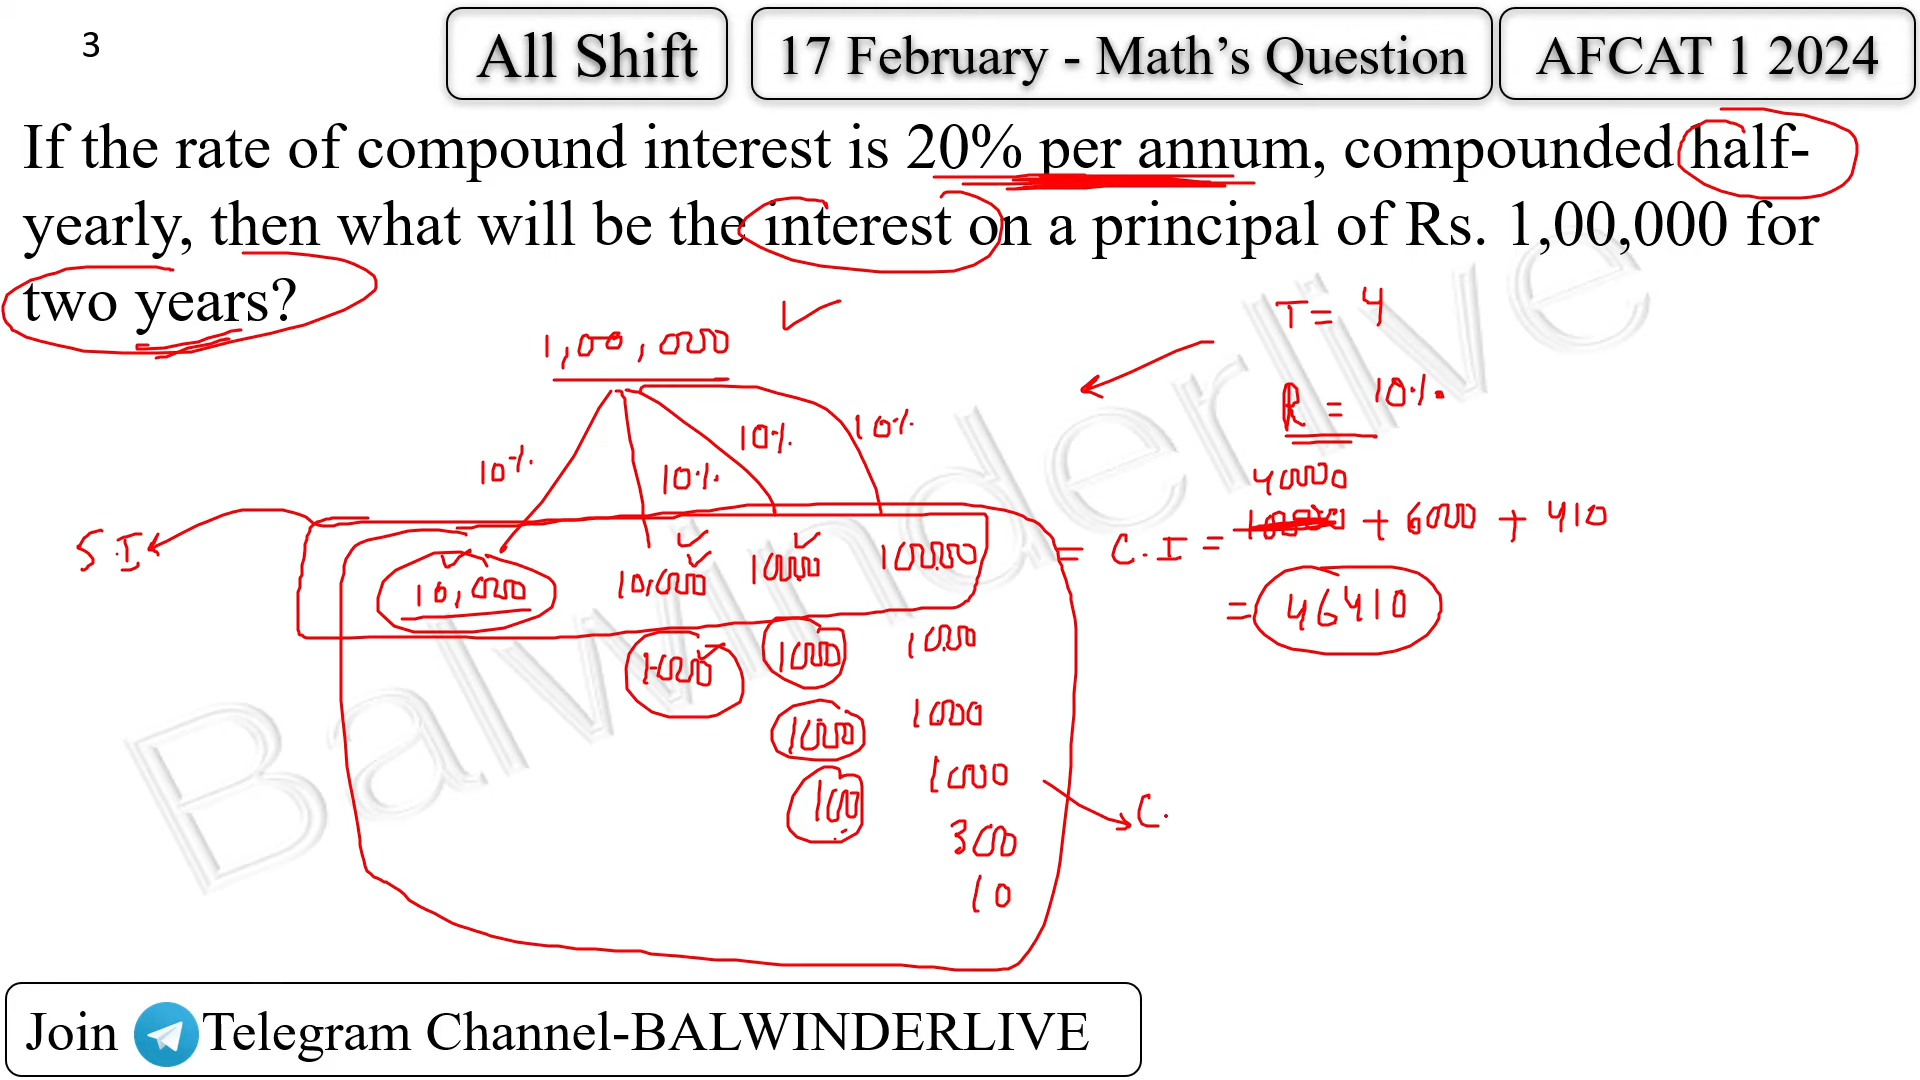 3
All Shift
17 February - Math’s Question
AFCAT 1 2024
If the rate of compound interest is 20% per annum, compounded half-
yearly, then what will be the interest on a principal of Rs. 1,00,000 for
two years?
1,00,000
T = 4
R = 10%.
10%. 10%. 10%. 10%.
40000
S.I 10,000 10,000 10000 10000 = C.I = 10000 + 6000 + 410
= 46410
1000 1000 1000
1000 1000
100 1000
C.
300
10
Balwinderlive
Join Telegram Channel-BALWINDERLIVE